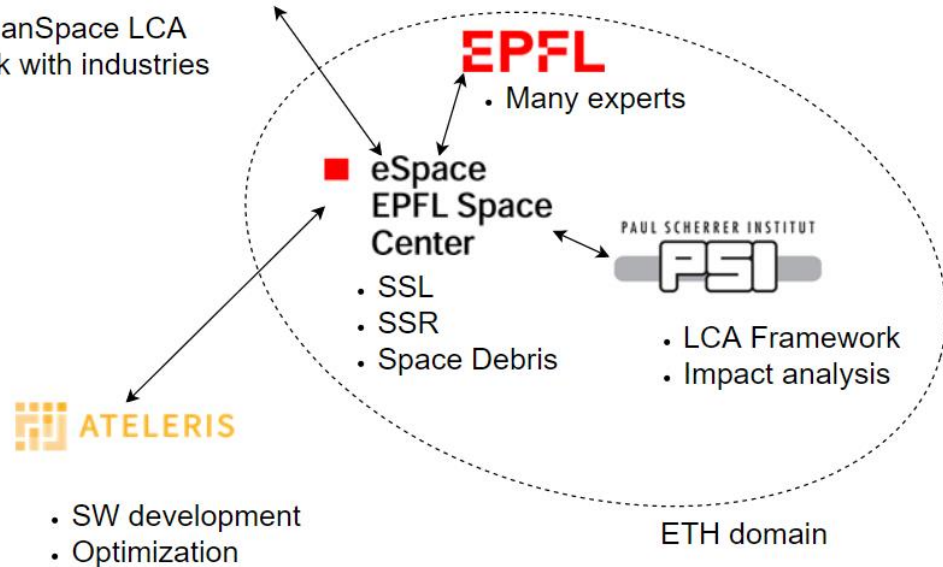 anSpace LCA
k with industries
EPFL
• Many experts
eSpace
EPFL Space
Center
• SSL
• SSR
• Space Debris
PAUL SCHERRER INSTITUT
PSI
• LCA Framework
• Impact analysis
ATELERIS
• SW development
• Optimization
ETH domain